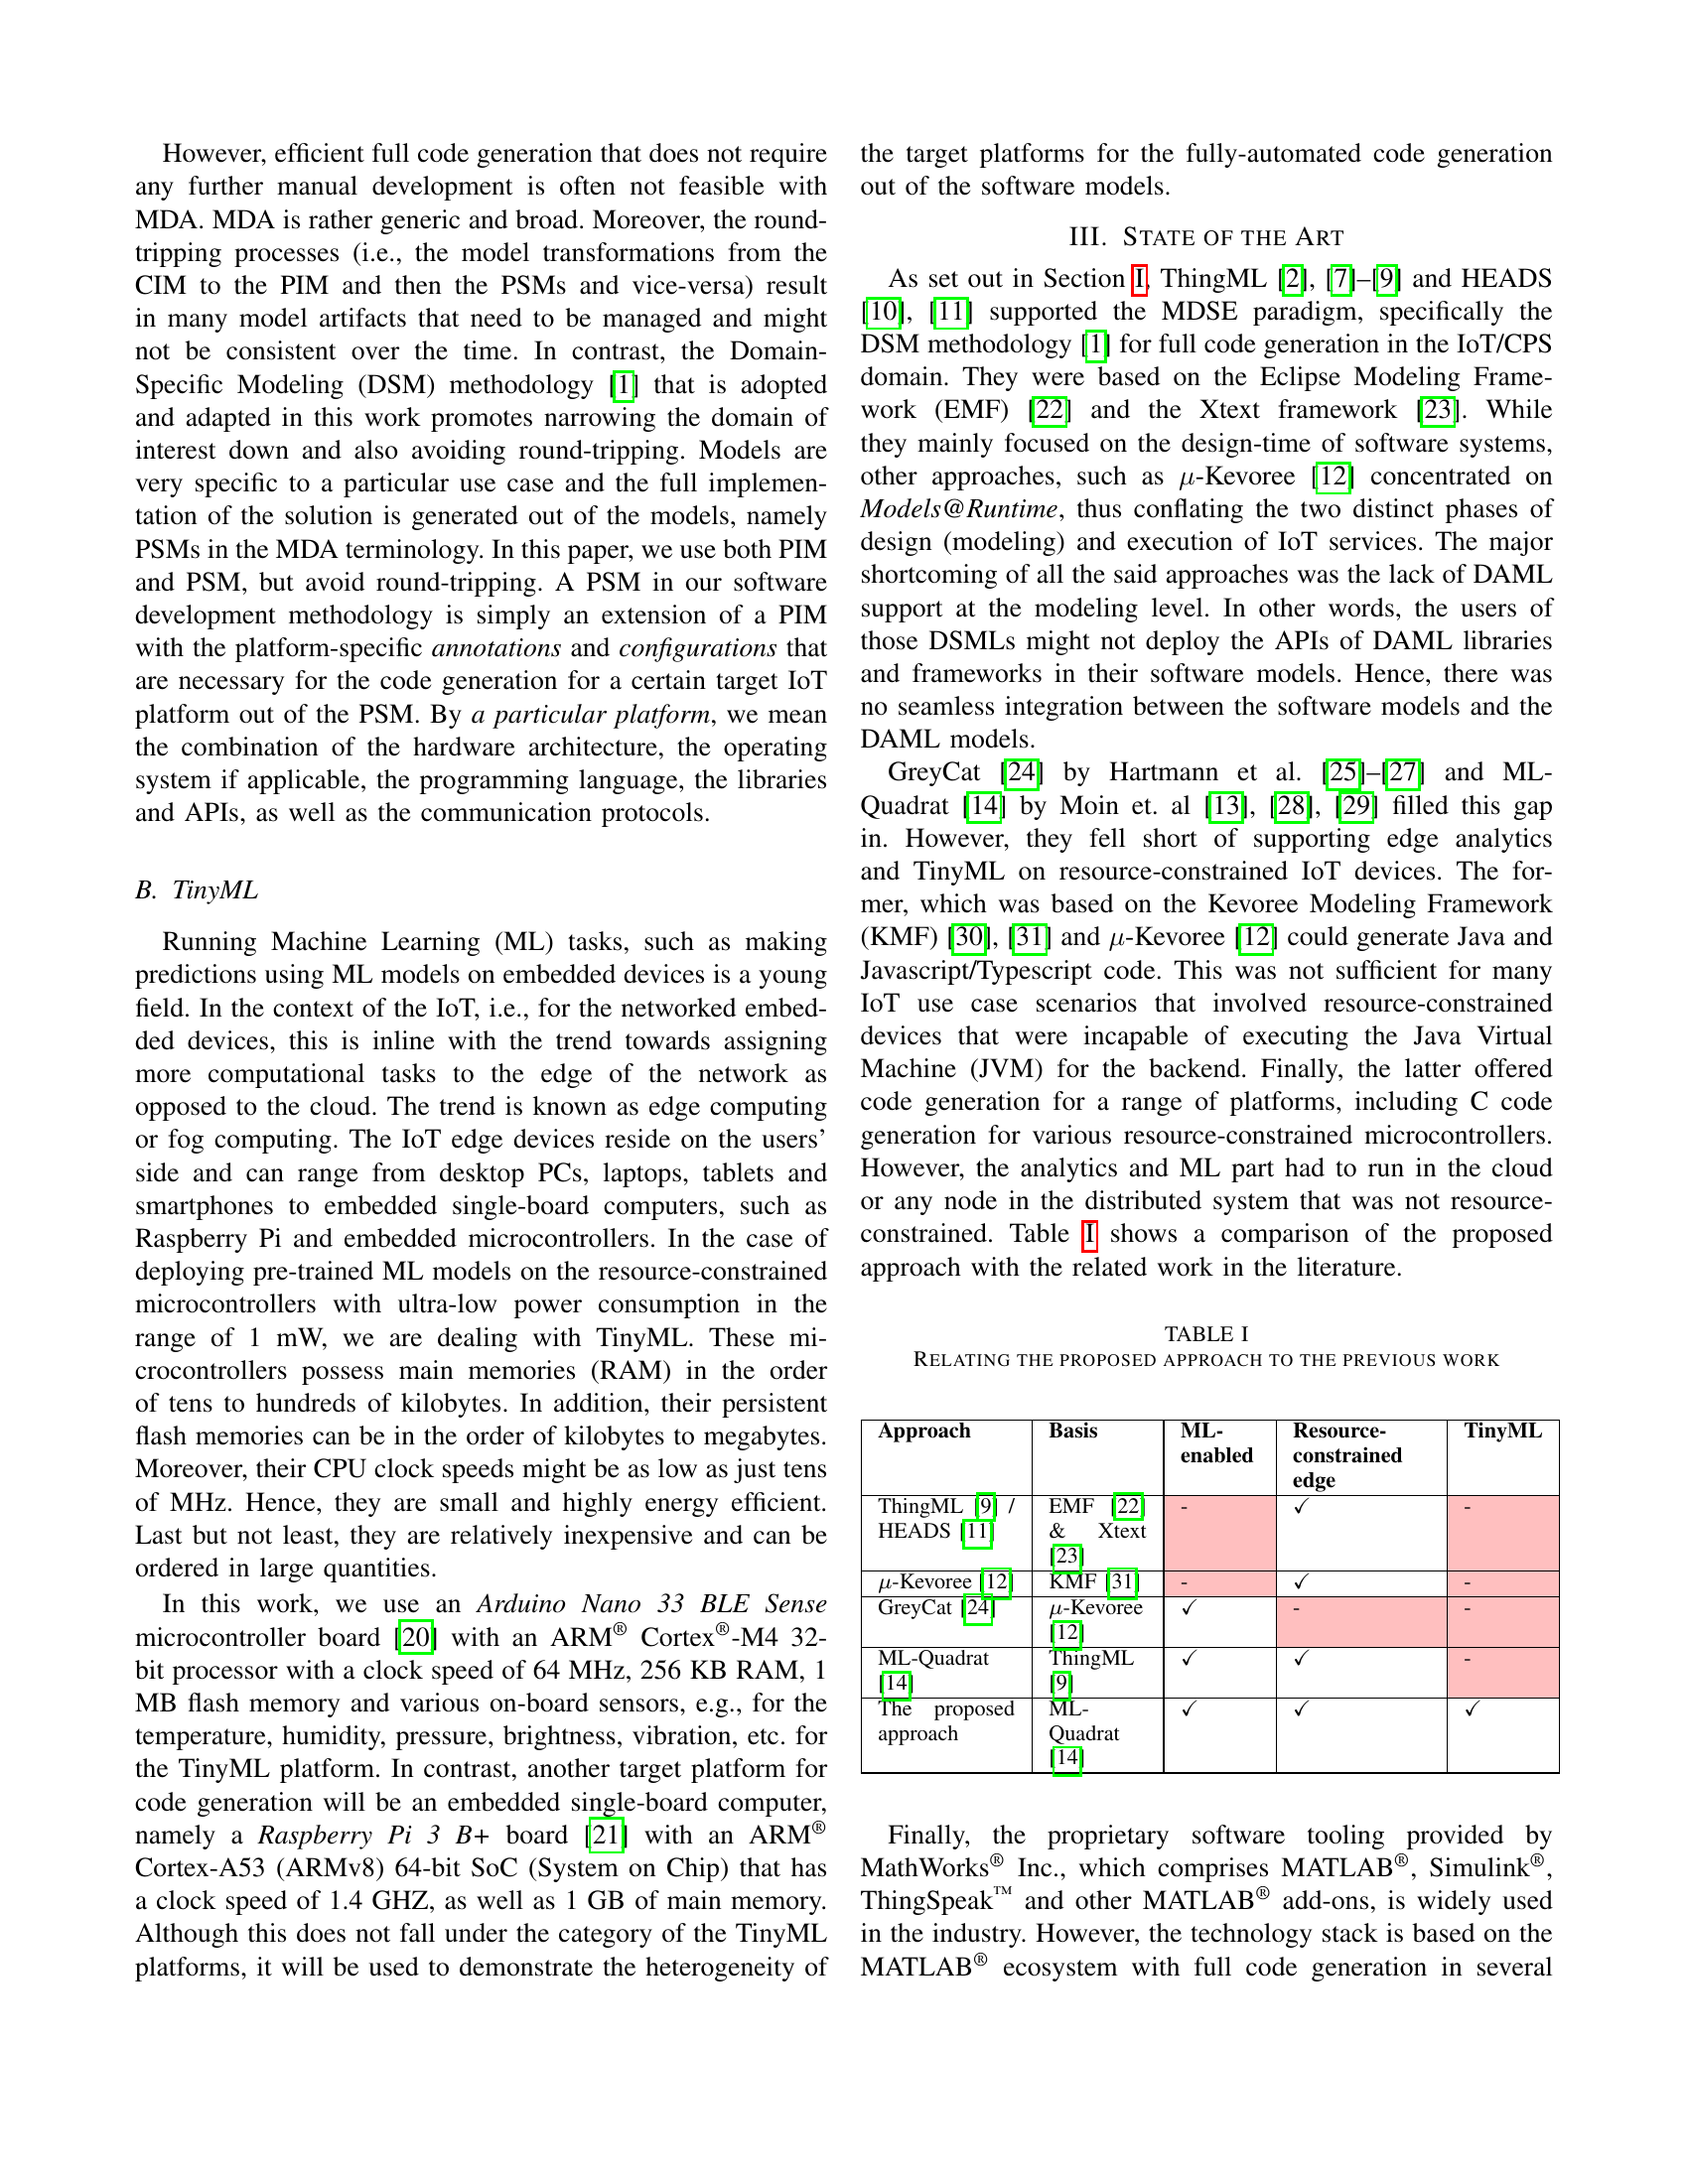 However, efficient full code generation that does not require
any further manual development is often not feasible with
MDA. MDA is rather generic and broad. Moreover, the round-
tripping processes (i.e., the model transformations from the
CIM to the PIM and then the PSMs and vice-versa) result
in many model artifacts that need to be managed and might
not be consistent over the time. In contrast, the Domain-
Specific Modeling (DSM) methodology [1] that is adopted
and adapted in this work promotes narrowing the domain of
interest down and also avoiding round-tripping. Models are
very specific to a particular use case and the full implemen-
tation of the solution is generated out of the models, namely
PSMs in the MDA terminology. In this paper, we use both PIM
and PSM, but avoid round-tripping. A PSM in our software
development methodology is simply an extension of a PIM
with the platform-specific annotations and configurations that
are necessary for the code generation for a certain target IoT
platform out of the PSM. By a particular platform, we mean
the combination of the hardware architecture, the operating
system if applicable, the programming language, the libraries
and APIs, as well as the communication protocols.
B. TinyML
Running Machine Learning (ML) tasks, such as making
predictions using ML models on embedded devices is a young
field. In the context of the IoT, i.e., for the networked embed-
ded devices, this is inline with the trend towards assigning
more computational tasks to the edge of the network as
opposed to the cloud. The trend is known as edge computing
or fog computing. The IoT edge devices reside on the users’
side and can range from desktop PCs, laptops, tablets and
smartphones to embedded single-board computers, such as
Raspberry Pi and embedded microcontrollers. In the case of
deploying pre-trained ML models on the resource-constrained
microcontrollers with ultra-low power consumption in the
range of 1 mW, we are dealing with TinyML. These mi-
crocontrollers possess main memories (RAM) in the order
of tens to hundreds of kilobytes. In addition, their persistent
flash memories can be in the order of kilobytes to megabytes.
Moreover, their CPU clock speeds might be as low as just tens
of MHz. Hence, they are small and highly energy efficient.
Last but not least, they are relatively inexpensive and can be
ordered in large quantities.
In this work, we use an Arduino Nano 33 BLE Sense
microcontroller board [20] with an ARM® Cortex®-M4 32-
bit processor with a clock speed of 64 MHz, 256 KB RAM, 1
MB flash memory and various on-board sensors, e.g., for the
temperature, humidity, pressure, brightness, vibration, etc. for
the TinyML platform. In contrast, another target platform for
code generation will be an embedded single-board computer,
namely a Raspberry Pi 3 B+ board [21] with an ARM®
Cortex-A53 (ARMv8) 64-bit SoC (System on Chip) that has
a clock speed of 1.4 GHZ, as well as 1 GB of main memory.
Although this does not fall under the category of the TinyML
platforms, it will be used to demonstrate the heterogeneity of
the target platforms for the fully-automated code generation
out of the software models.
III. STATE OF THE ART
As set out in Section I, ThingML [2], [7]–[9] and HEADS
[10], [11] supported the MDSE paradigm, specifically the
DSM methodology [1] for full code generation in the IoT/CPS
domain. They were based on the Eclipse Modeling Frame-
work (EMF) [22] and the Xtext framework [23]. While
they mainly focused on the design-time of software systems,
other approaches, such as μ-Kevoree [12] concentrated on
Models@Runtime, thus conflating the two distinct phases of
design (modeling) and execution of IoT services. The major
shortcoming of all the said approaches was the lack of DAML
support at the modeling level. In other words, the users of
those DSMLs might not deploy the APIs of DAML libraries
and frameworks in their software models. Hence, there was
no seamless integration between the software models and the
DAML models.
GreyCat [24] by Hartmann et al. [25]–[27] and ML-
Quadrat [14] by Moin et. al [13], [28], [29] filled this gap
in. However, they fell short of supporting edge analytics
and TinyML on resource-constrained IoT devices. The for-
mer, which was based on the Kevoree Modeling Framework
(KMF) [30], [31] and μ-Kevoree [12] could generate Java and
Javascript/Typescript code. This was not sufficient for many
IoT use case scenarios that involved resource-constrained
devices that were incapable of executing the Java Virtual
Machine (JVM) for the backend. Finally, the latter offered
code generation for a range of platforms, including C code
generation for various resource-constrained microcontrollers.
However, the analytics and ML part had to run in the cloud
or any node in the distributed system that was not resource-
constrained. Table I shows a comparison of the proposed
approach with the related work in the literature.
TABLE I
RELATING THE PROPOSED APPROACH TO THE PREVIOUS WORK
Approach Basis ML- Resource- TinyML
enabled constrained
edge
ThingML [9] / EMF [22] - ✓ -
HEADS [11] & Xtext
[23]
μ-Kevoree [12] KMF [31] - ✓ -
GreyCat [24] μ-Kevoree ✓ - -
[12]
ML-Quadrat ThingML ✓ ✓ -
[14] [9]
The proposed ML- ✓ ✓ ✓
approach Quadrat
[14]
Finally, the proprietary software tooling provided by
MathWorks® Inc., which comprises MATLAB®, Simulink®,
ThingSpeak™ and other MATLAB® add-ons, is widely used
in the industry. However, the technology stack is based on the
MATLAB® ecosystem with full code generation in several